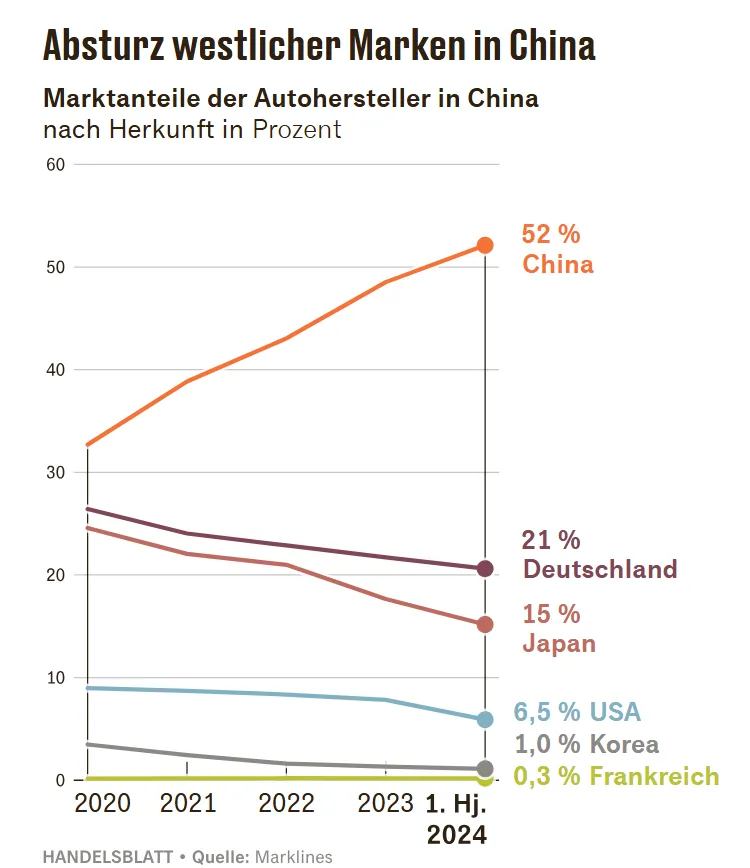 Absturz westlicher Marken in China
Marktanteile der Autohersteller in China
nach Herkunft in Prozent
60
50
40
30
20
10
0
52 %
China
21 %
Deutschland
15 %
Japan
6,5 % USA
1,0 % Korea
0,3 % Frankreich
2020 2021 2022 2023 1. Hj.
2024
HANDELSBLATT • Quelle: Marklines